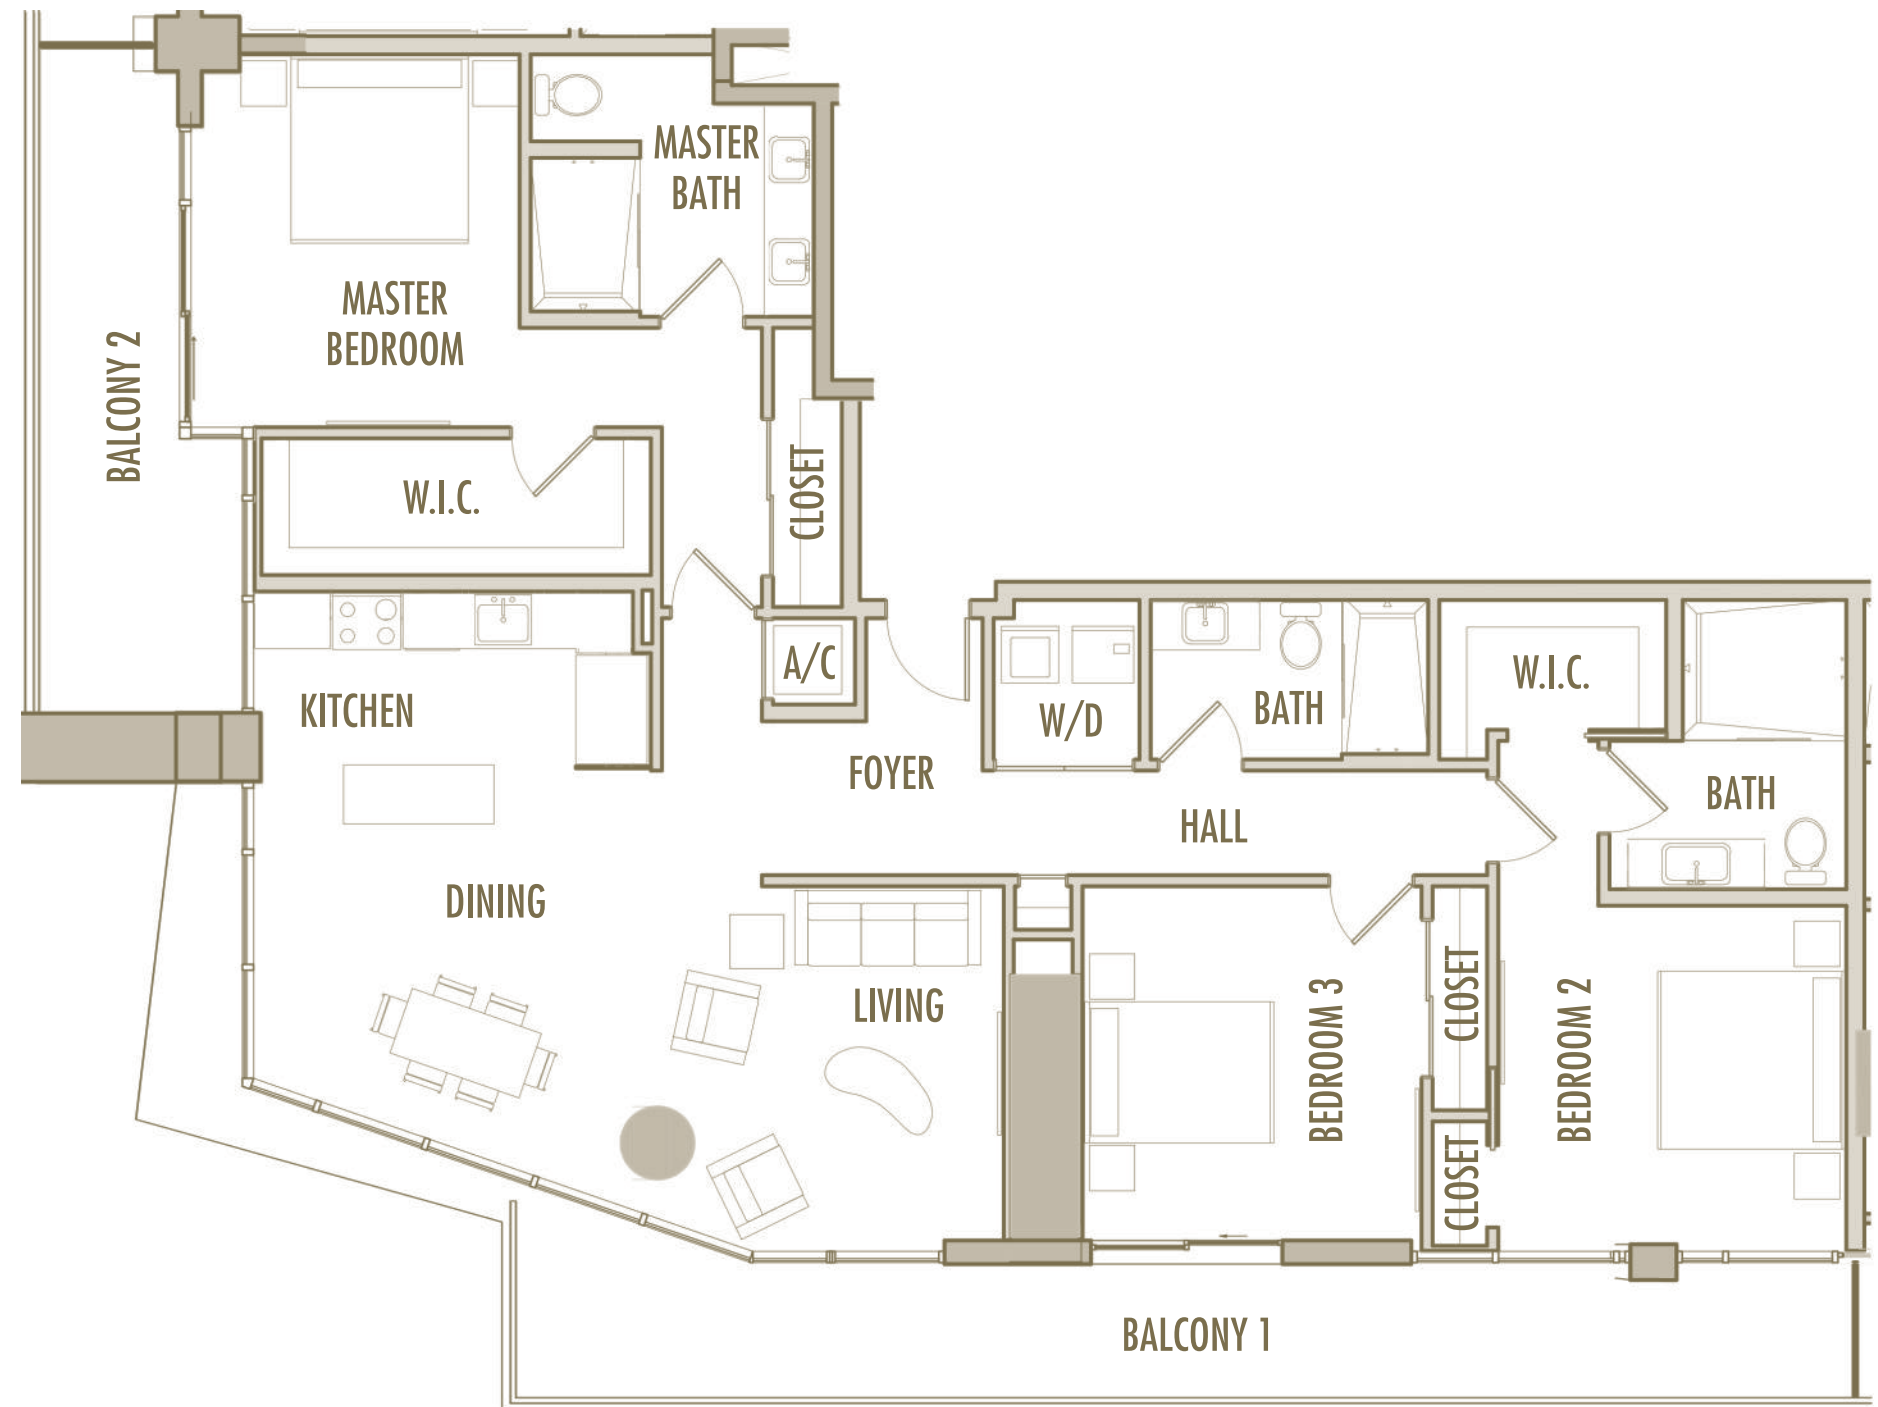 MASTER
BATH
MASTER
BEDROOM
BALCONY 2
W.I.C.
CLOSET
A/C
KITCHEN
W/D
BATH
W.I.C.
FOYER
HALL
BATH
DINING
LIVING
BEDROOM 3
CLOSET
BEDROOM 2
CLOSET
BALCONY 1